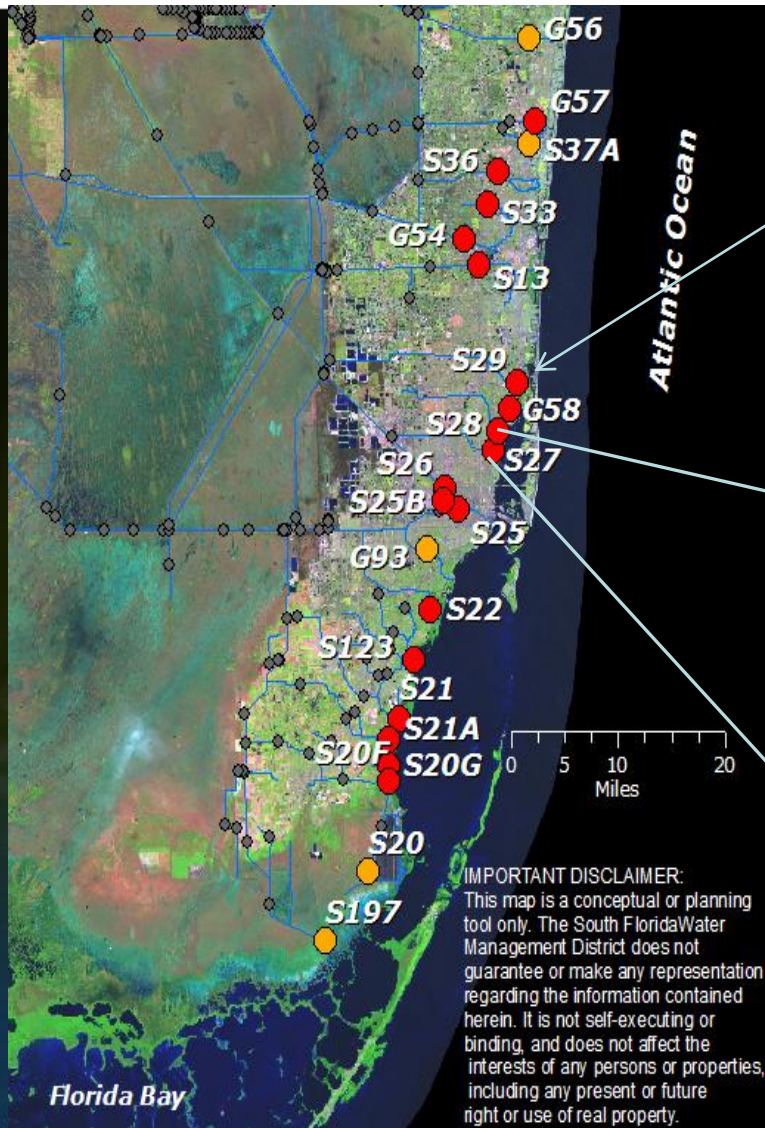 G56
G57
S37A
S36
S33
G54
S13
Atlantic Ocean
S29
G58
S28
S27
S26
S25B
S25
G93
S22
S123
S21
S21A
S20F
S20G
0 5 10 20
Miles
S20
S197
IMPORTANT DISCLAIMER:
This map is a conceptual or planning
tool only. The South FloridaWater
Management District does not
guarantee or make any representation
regarding the information contained
herein. It is not self-executing or
binding, and does not affect the
interests of any persons or properties,
including any present or future
right or use of real property.
Florida Bay